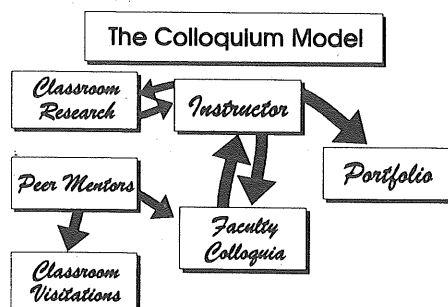 The Colloquium Model
Classroom
Research
Instructor
Peer Mentors
Portfolio
Faculty
Colloquia
Classroom
Visitations